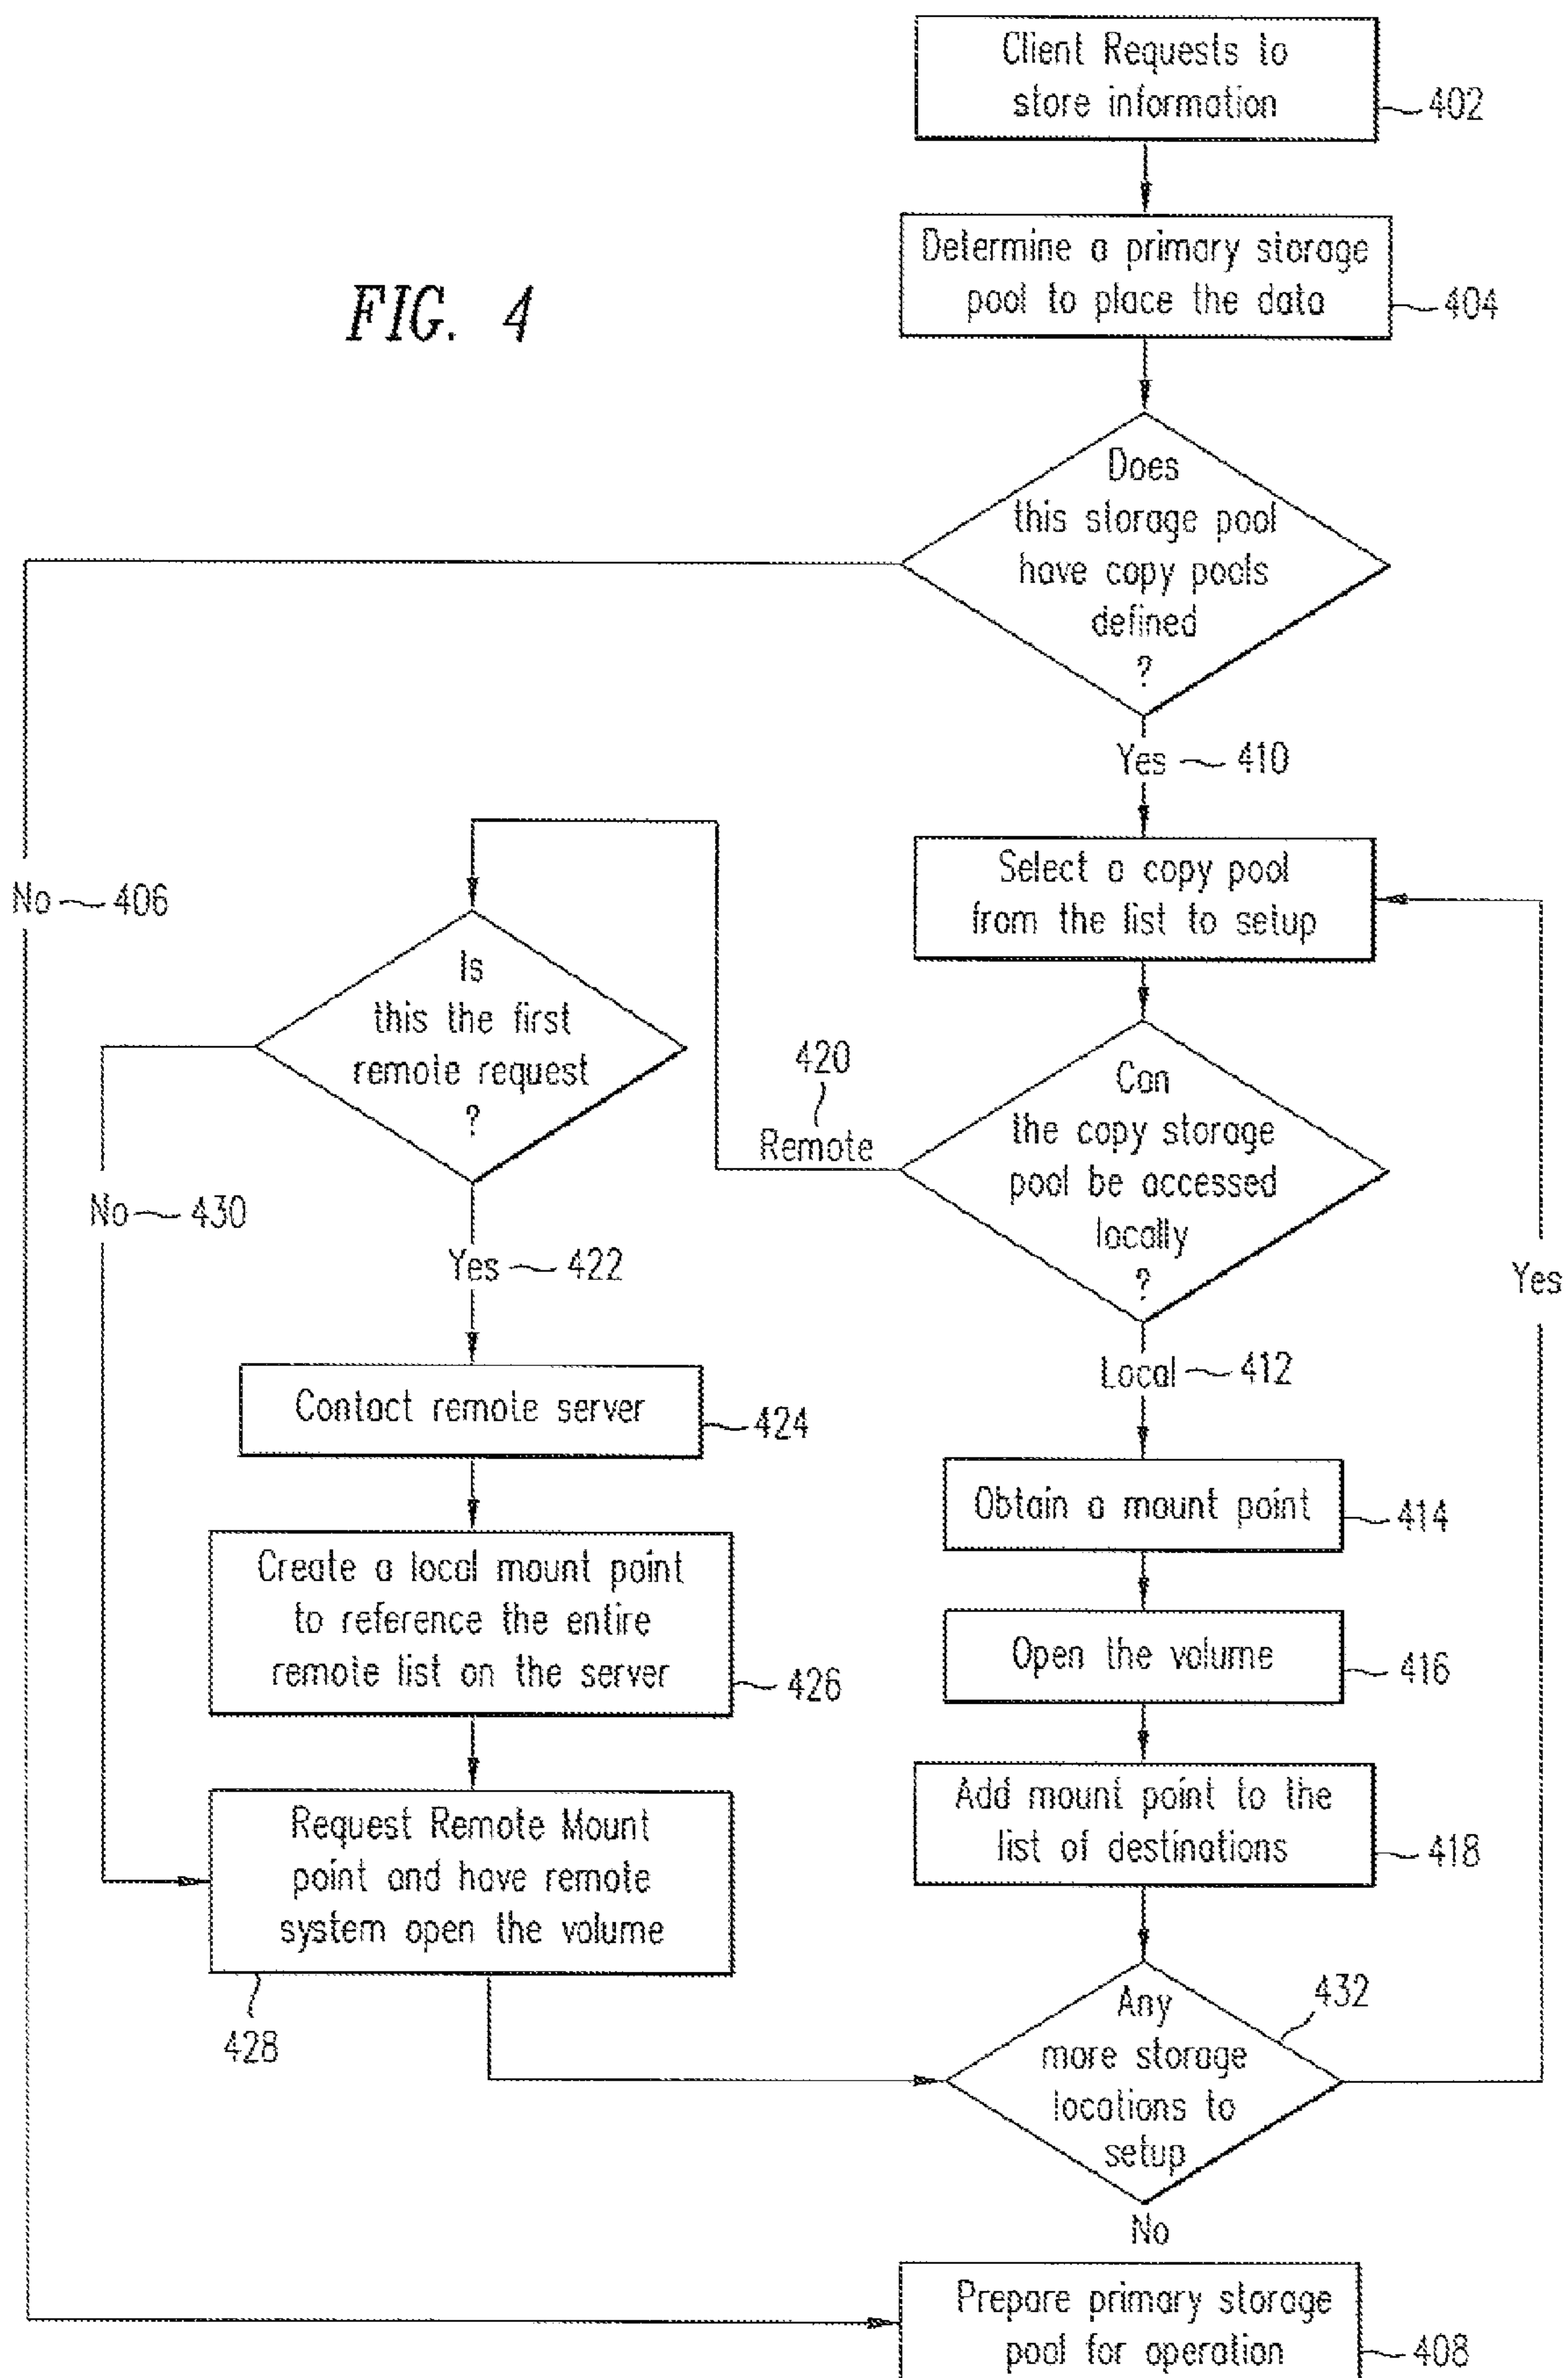 Client Requests to
store information
402
Determine a primary storage
pool to place the data
404
FIG. 4
Does
this storage pool
have copy pools
defined
?
Yes
410
No
406
Select a copy pool
from the list to setup
Is
this the first
remote request
?
420
Remote
Can
the copy storage
pool be accessed
locally
?
No
430
Yes
422
Yes
Local
412
Contact remote server
424
Obtain a mount point
414
Create a local mount point
to reference the entire
remote list on the server
426
Open the volume
416
Request Remote Mount
point and have remote
system open the volume
428
Add mount point to the
list of destinations
418
Any
more storage
locations to
setup
432
No
Prepare primary storage
pool for operation
408